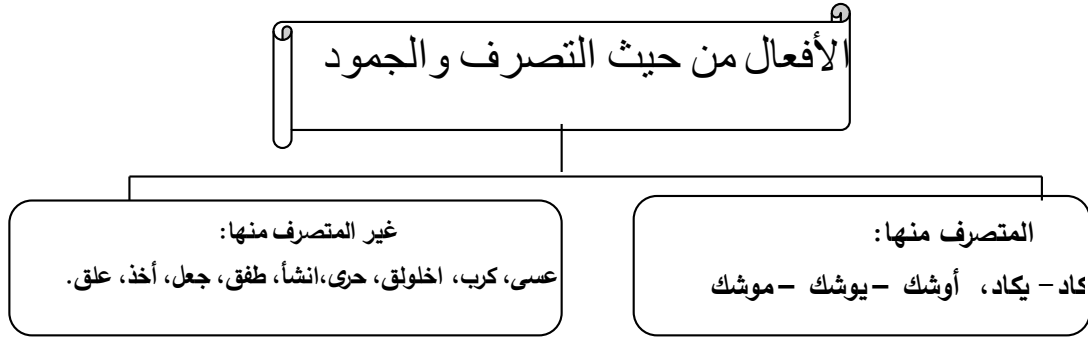 الأفعال من حيث التصرف والجمود
المتصرف منها:
كاد – يكاد، أوشك – يوشك – موشك
غير المتصرف منها:
عسى، كرب، اخلولق، حرى،انشأ، طفق، جعل، أخذ، علق.